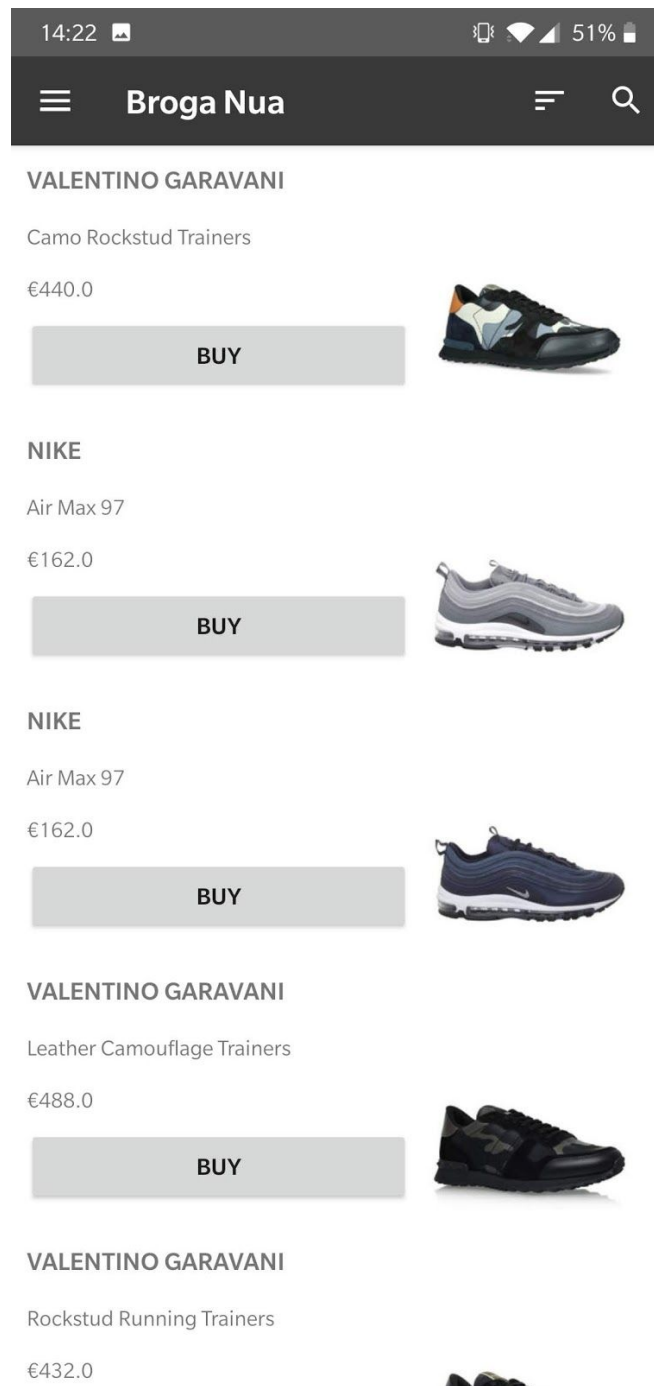 14:22
51%
Broga Nua
VALENTINO GARAVANI
Camo Rockstud Trainers
€440.0
BUY
NIKE
Air Max 97
€162.0
BUY
NIKE
Air Max 97
€162.0
BUY
VALENTINO GARAVANI
Leather Camouflage Trainers
€488.0
BUY
VALENTINO GARAVANI
Rockstud Running Trainers
€432.0